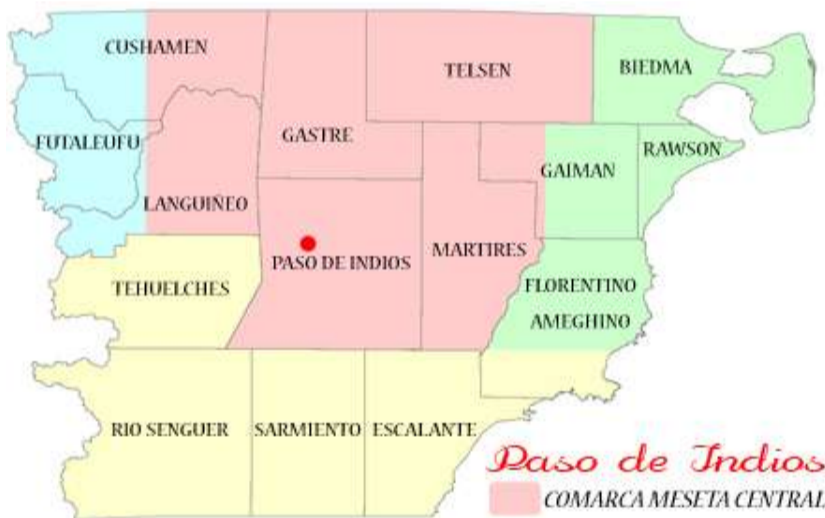 CUSHAMEN
TELSEN
BIEDMA
FUTALEUFU
GASTRE
GAIMAN
RAWSON
LANGUIÑEO
PASO DE INDIOS
MARTIRES
TEHUELCHES
FLORENTINO
AMEGHINO
RIO SENGUER
SARMIENTO
ESCALANTE
Paso de Indios
COMARCA MESETA CENTRAL